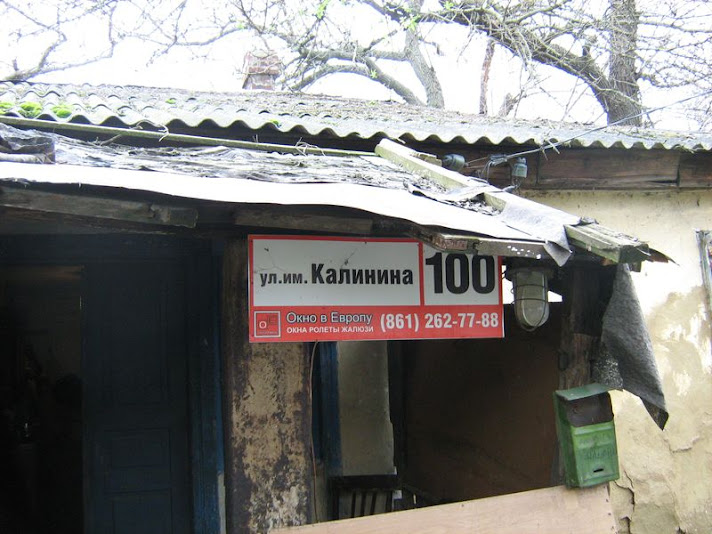 ул.им. Калинина 100
Окно в Европу
ОКНА РОЛЕТЫ ЖАЛЮЗИ
(861) 262-77-88